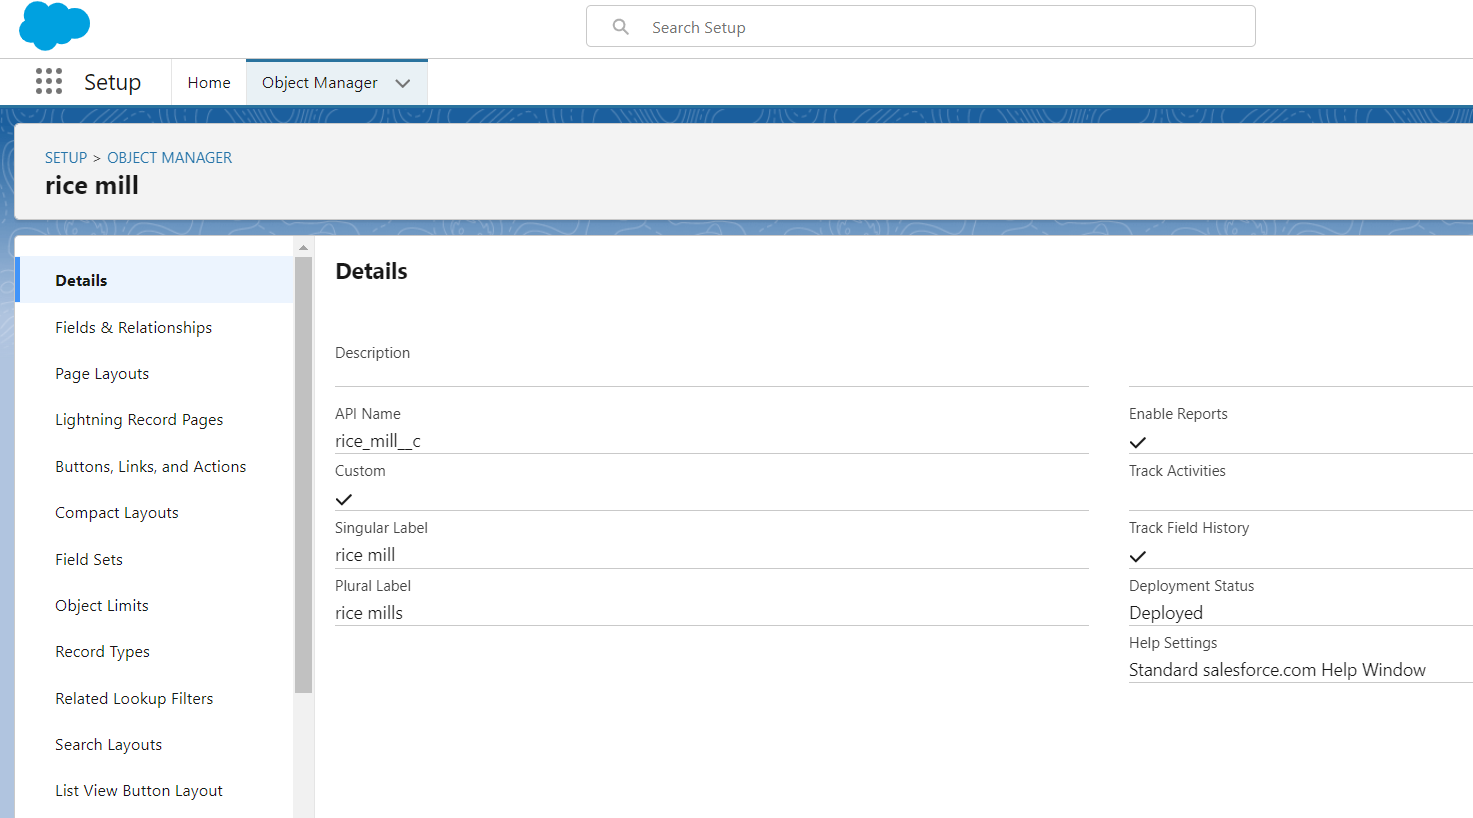 Search Setup
Setup
Home
Object Manager
SETUP > OBJECT MANAGER
rice mill
Details
Fields & Relationships
Page Layouts
Lightning Record Pages
Buttons, Links, and Actions
Compact Layouts
Field Sets
Object Limits
Record Types
Related Lookup Filters
Search Layouts
List View Button Layout
Details
Description
API Name
rice_mill__c
Custom
Singular Label
rice mill
Plural Label
rice mills
Enable Reports
Track Activities
Track Field History
Deployment Status
Deployed
Help Settings
Standard salesforce.com Help Window